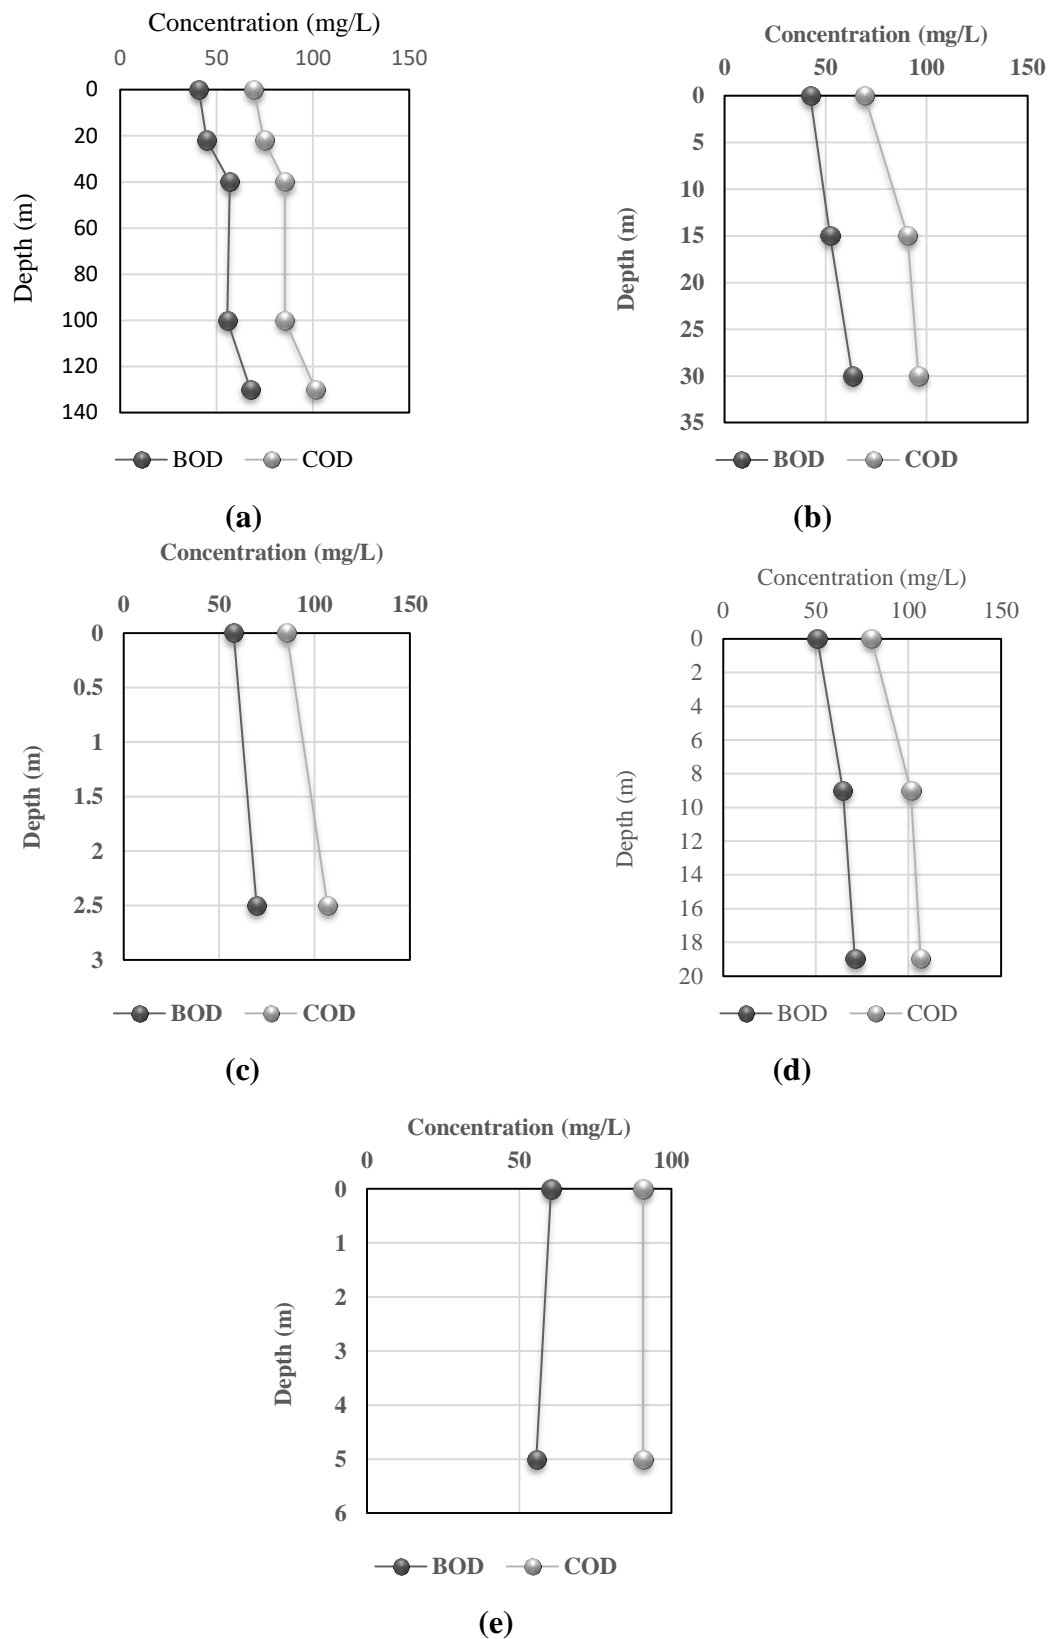 Concentration (mg/L)
0 50 100 150
0
20
40
60
80
100
120
140
Depth (m)
BOD COD
(a)
Concentration (mg/L)
0 50 100 150
0
5
10
15
20
25
30
35
Depth (m)
BOD COD
(b)
Concentration (mg/L)
0 50 100 150
0
0.5
1
1.5
2
2.5
3
Depth (m)
BOD COD
(c)
Concentration (mg/L)
0 50 100 150
0
2
4
6
8
10
12
14
16
18
20
Depth (m)
BOD COD
(d)
Concentration (mg/L)
0 50 100
0
1
2
3
4
5
6
Depth (m)
BOD COD
(e)